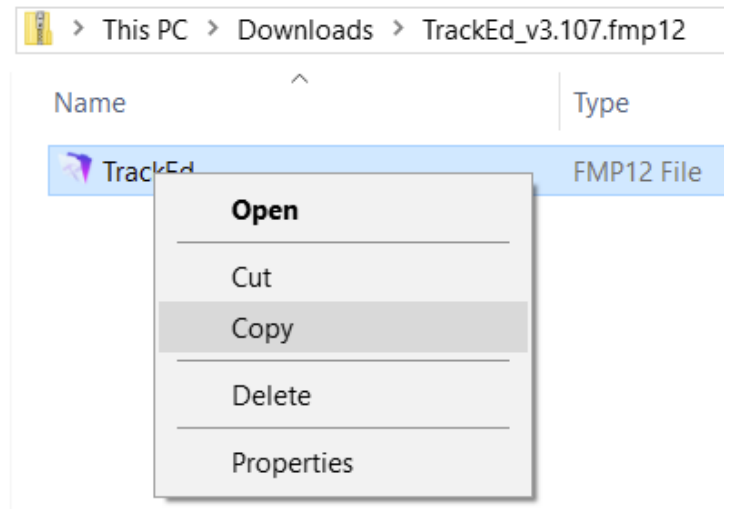 This PC > Downloads > TrackEd_v3.107.fmp12
Name Type
TrackEd FMP12 File
Open
Cut
Copy
Delete
Properties